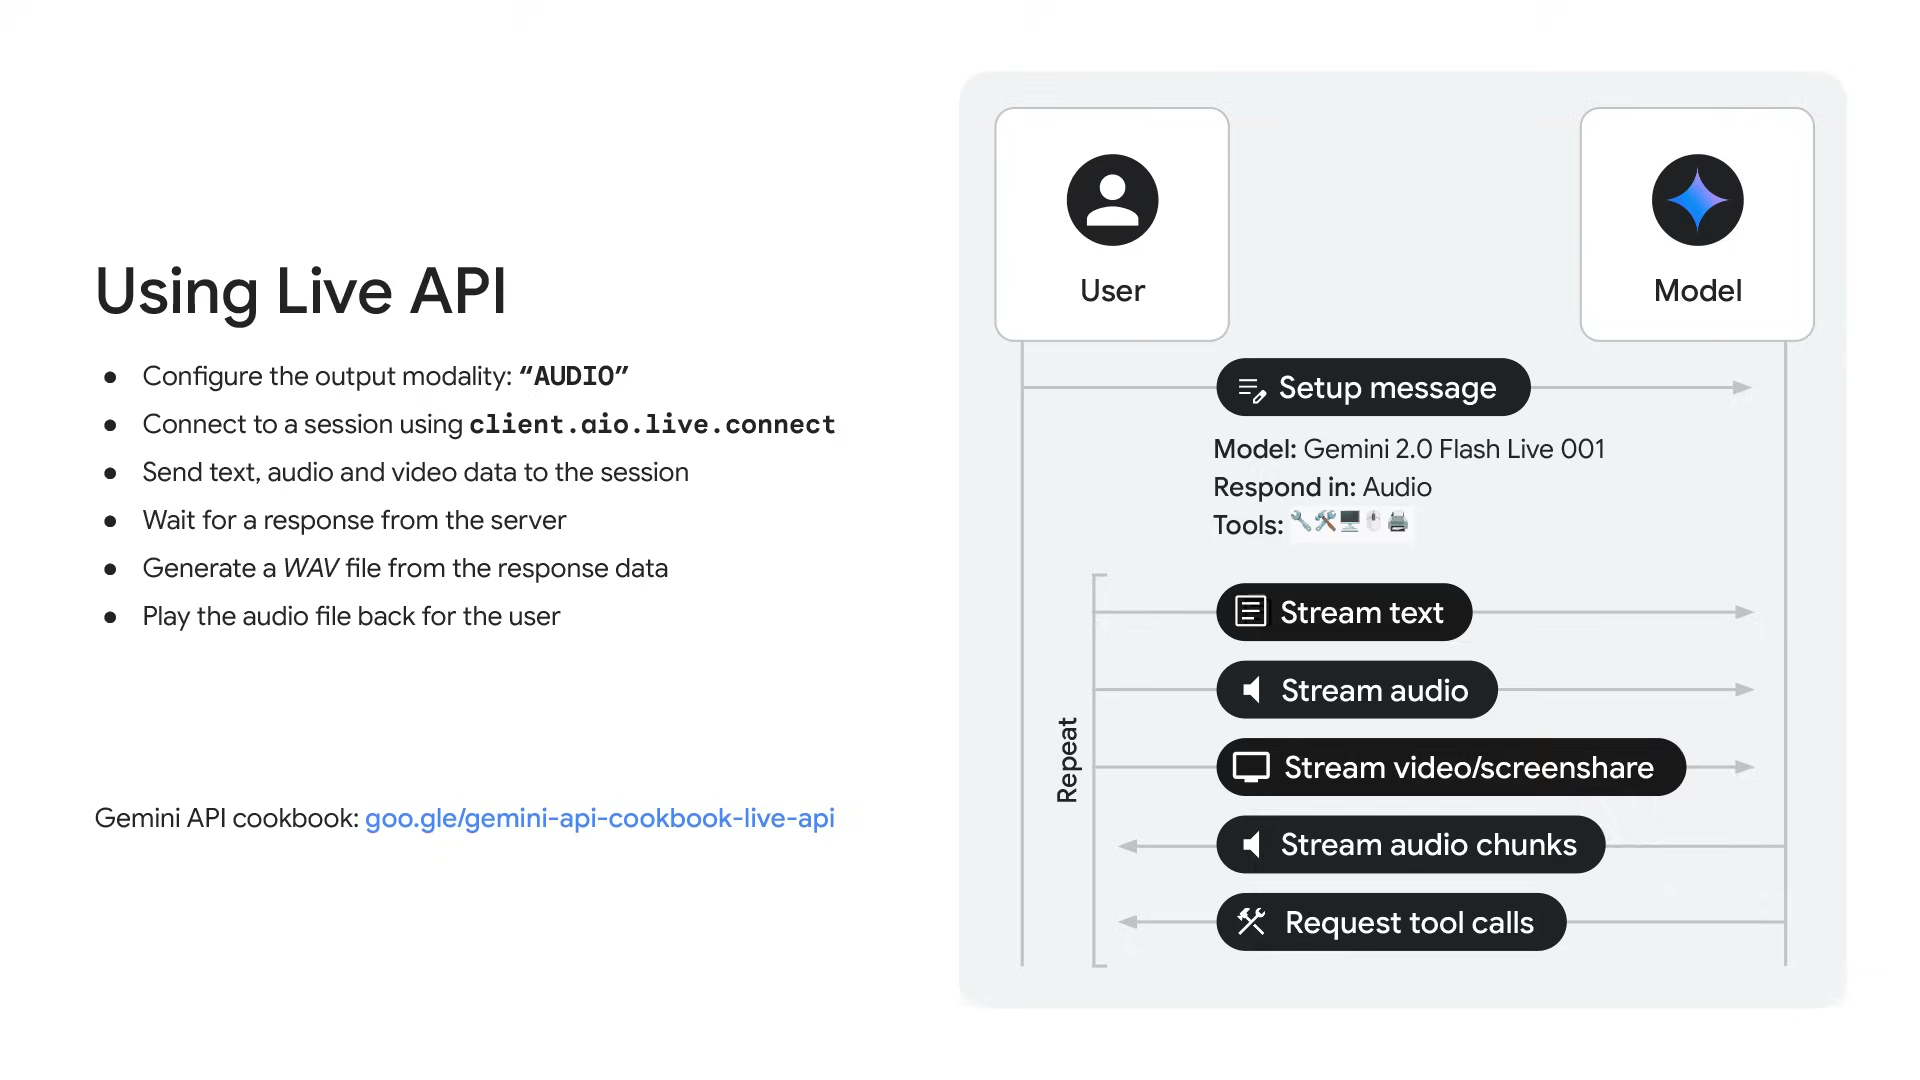 Using Live API
● Configure the output modality: “AUDIO”
● Connect to a session using client.aio.live.connect
● Send text, audio and video data to the session
● Wait for a response from the server
● Generate a WAV file from the response data
● Play the audio file back for the user
Gemini API cookbook: goo.gle/gemini-api-cookbook-live-api
User
Model
Setup message
Model: Gemini 2.0 Flash Live 001
Respond in: Audio
Tools: 🔧🛠️🖥️🖱️🖨️
Repeat
Stream text
Stream audio
Stream video/screenshare
Stream audio chunks
Request tool calls